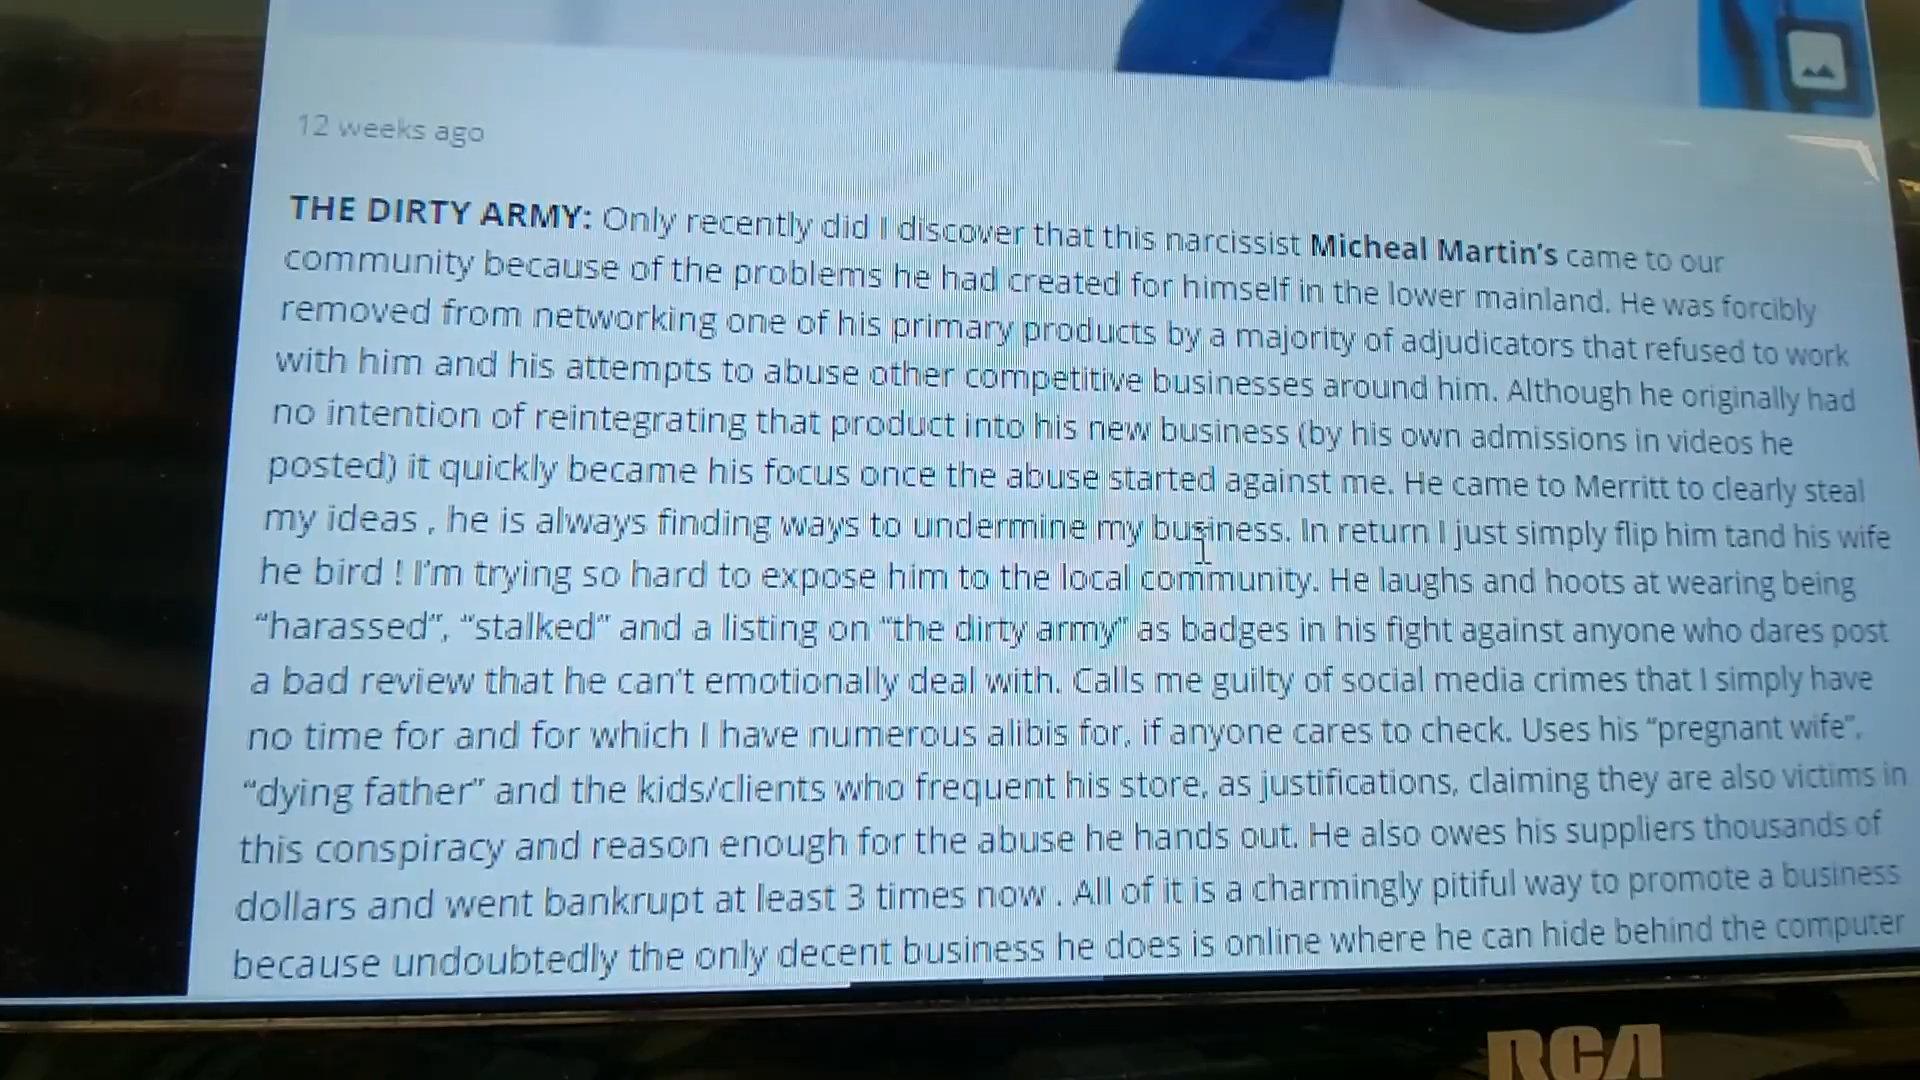 12 weeks ago
THE DIRTY ARMY: Only recently did I discover that this narcissist Micheal Martin's came to our
community because of the problems he had created for himself in the lower mainland. He was forcibly
removed from networking one of his primary products by a majority of adjudicators that refused to work
with him and his attempts to abuse other competitive businesses around him. Although he originally had
no intention of reintegrating that product into his new business (by his own admissions in videos he
posted) it quickly became his focus once the abuse started against me. He came to Merritt to clearly steal
my ideas , he is always finding ways to undermine my business. In return I just simply flip him tand his wife
he bird ! I'm trying so hard to expose him to the local community. He laughs and hoots at wearing being
“harassed”, “stalked” and a listing on “the dirty army” as badges in his fight against anyone who dares post
a bad review that he can't emotionally deal with. Calls me guilty of social media crimes that I simply have
no time for and for which I have numerous alibis for, if anyone cares to check. Uses his “pregnant wife”,
“dying father” and the kids/clients who frequent his store, as justifications, claiming they are also victims in
this conspiracy and reason enough for the abuse he hands out. He also owes his suppliers thousands of
dollars and went bankrupt at least 3 times now . All of it is a charmingly pitiful way to promote a business
because undoubtedly the only decent business he does is online where he can hide behind the computer
RCA